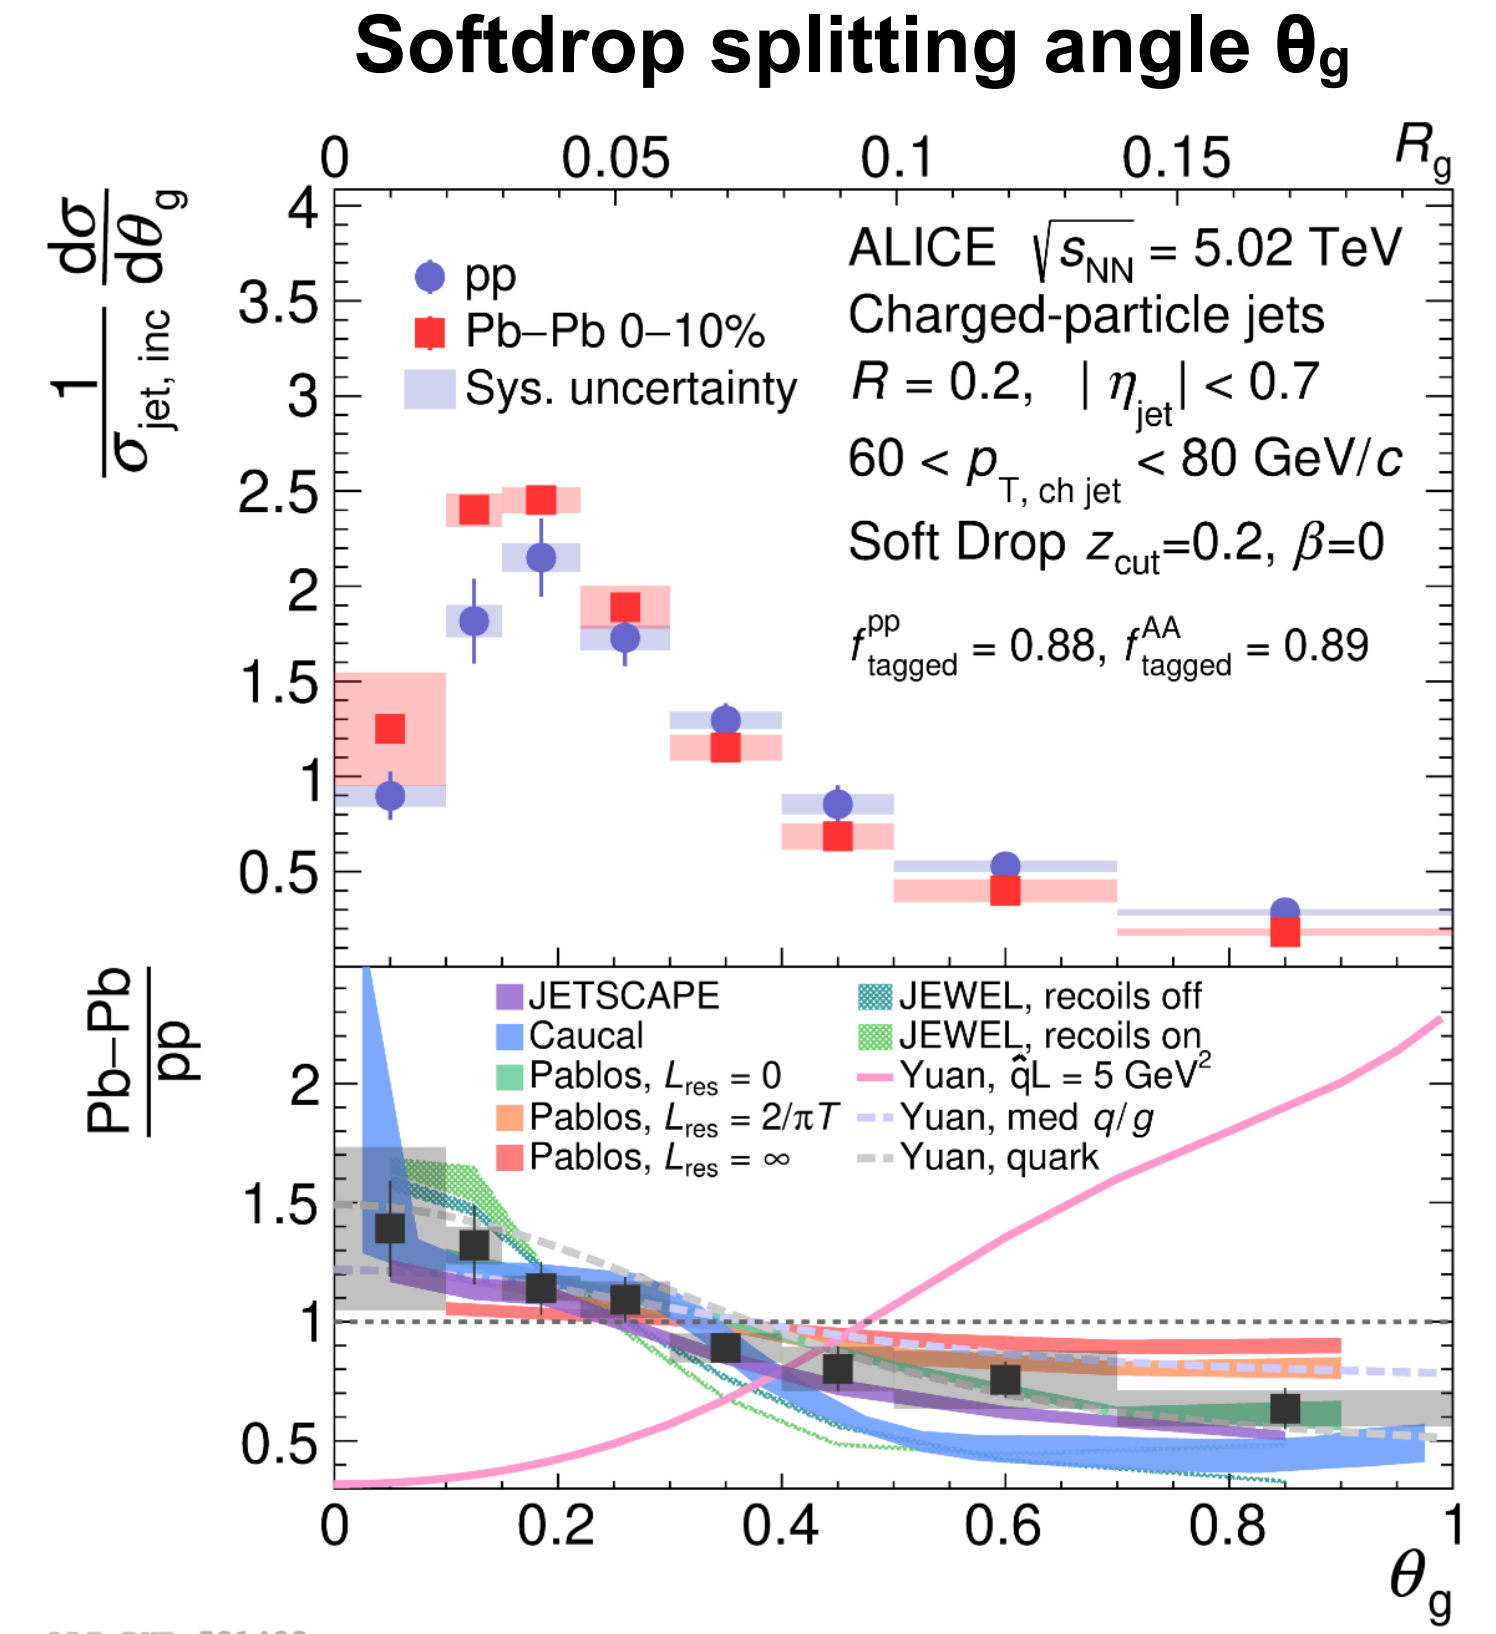 Softdrop splitting angle θg
0 0.05 0.1 0.15 Rg
1/σjet, inc dσ/dθg
4
3.5
3
2.5
2
1.5
1
0.5
pp
Pb–Pb 0–10%
Sys. uncertainty
ALICE √sNN = 5.02 TeV
Charged-particle jets
R = 0.2, | ηjet| < 0.7
60 < pT, ch jet < 80 GeV/c
Soft Drop zcut=0.2, β=0
fpp tagged = 0.88, fAA tagged = 0.89
Pb–Pb/pp
2
1.5
1
0.5
JETSCAPE
Caucal
Pablos, Lres = 0
Pablos, Lres = 2/πT
Pablos, Lres = ∞
JEWEL, recoils off
JEWEL, recoils on
Yuan, q̂L = 5 GeV²
Yuan, med q/g
Yuan, quark
0 0.2 0.4 0.6 0.8 1
θg